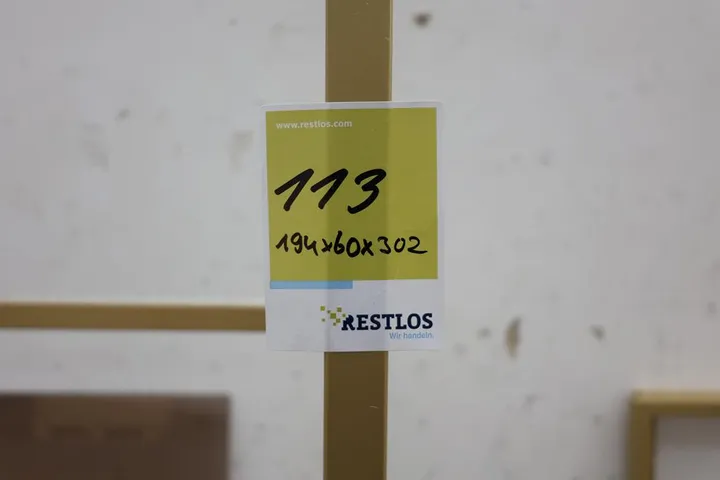 www.restlos.com
113
194x60x302
RESTLOS
Wir handeln.